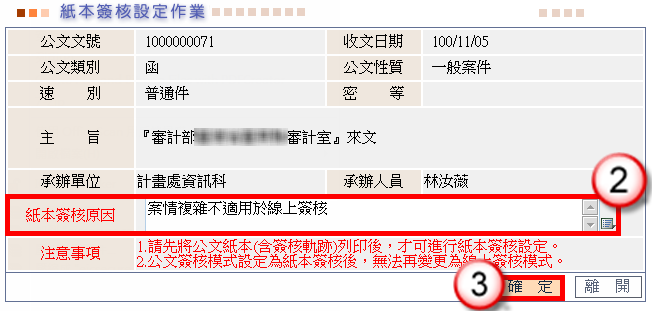 紙本簽核設定作業
公文文號 1000000071 收文日期 100/11/05
公文類別 函 公文性質 一般案件
速 別 普通件 密 等
主 旨 『審計部 審計室』來文
承辦單位 計畫處資訊科 承辦人員 林汝薇
2
紙本簽核原因 案情複雜不適用於線上簽核
注意事項 1.請先將公文紙本(含簽核軌跡)列印後，才可進行紙本簽核設定。
2.公文簽核模式設定為紙本簽核後，無法再變更為線上簽核模式。
3 確 定 離 開